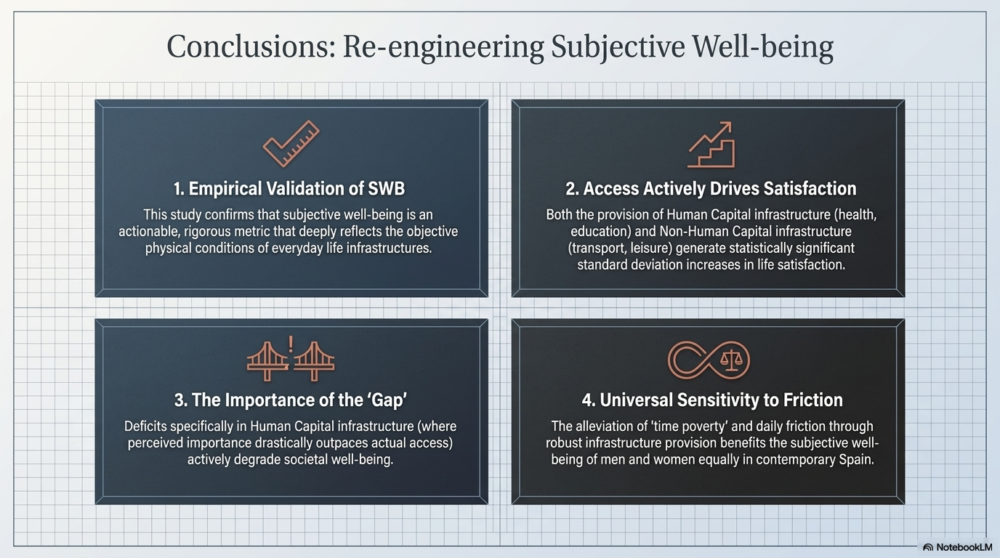 Conclusions: Re-engineering Subjective Well-being
1. Empirical Validation of SWB
This study confirms that subjective well-being is an
actionable, rigorous metric that deeply reflects the objective
physical conditions of everyday life infrastructures.
2. Access Actively Drives Satisfaction
Both the provision of Human Capital infrastructure (health,
education) and Non-Human Capital infrastructure
(transport, leisure) generate statistically significant
standard deviation increases in life satisfaction.
!
3. The Importance of the ‘Gap’
Deficits specifically in Human Capital infrastructure (where
perceived importance drastically outpaces actual access)
actively degrade societal well-being.
4. Universal Sensitivity to Friction
The alleviation of 'time poverty' and daily friction through
robust infrastructure provision benefits the subjective well-
being of men and women equally in contemporary Spain.
NotebookLM